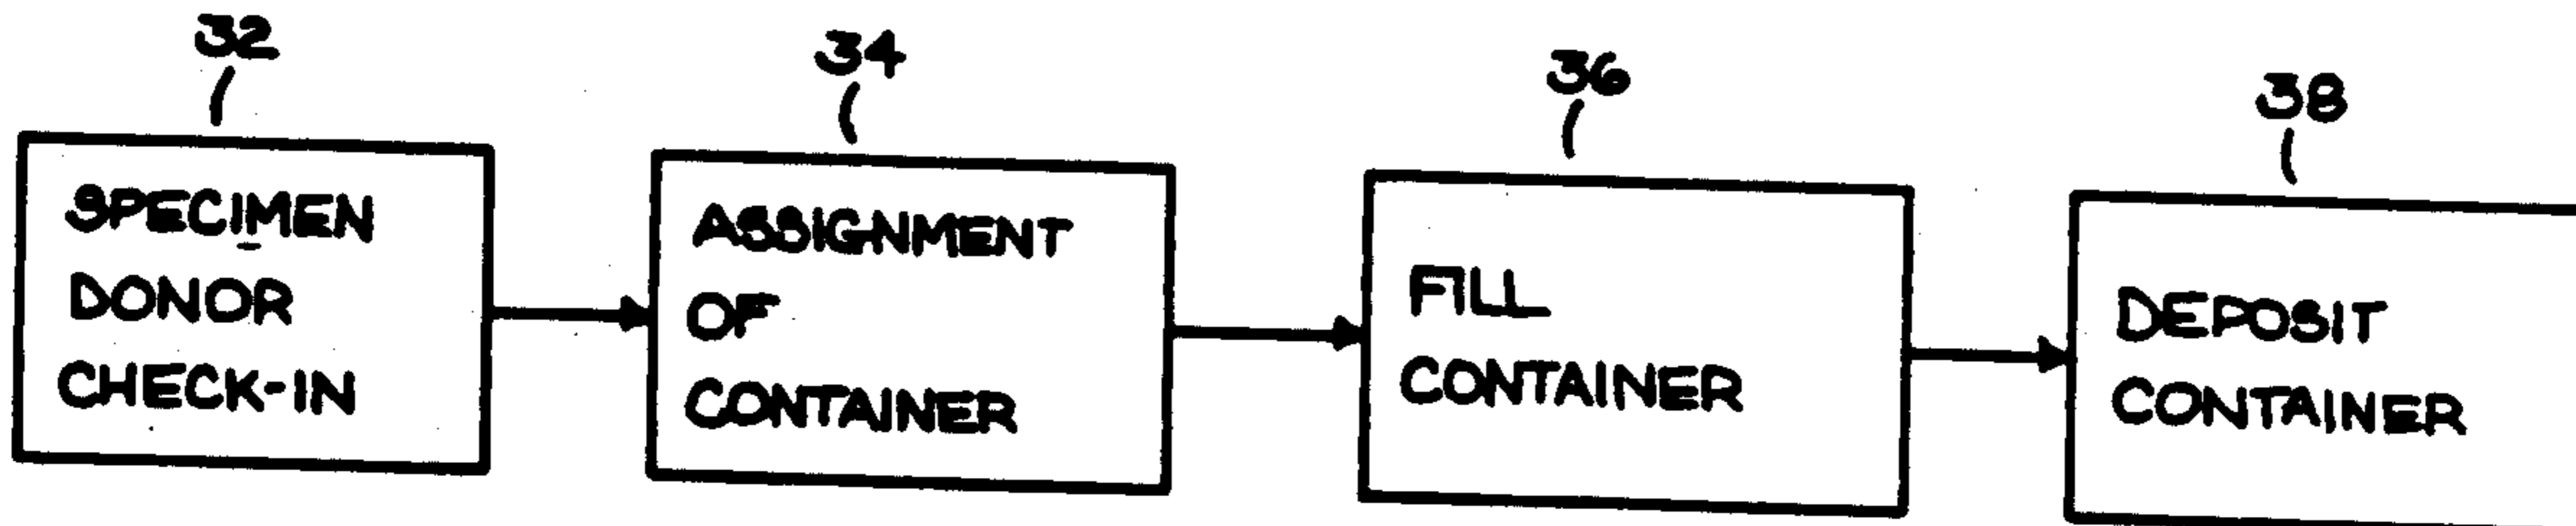 32
34
36
38
SPECIMEN
DONOR
CHECK-IN
ASSIGNMENT
OF
CONTAINER
FILL
CONTAINER
DEPOSIT
CONTAINER